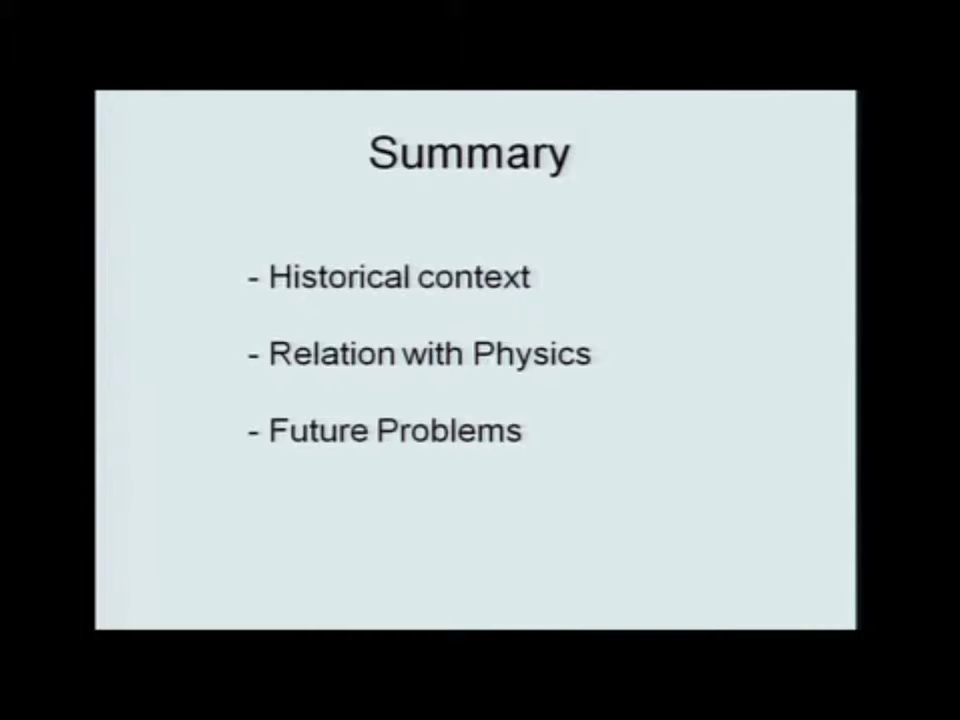 Summary
- Historical context
- Relation with Physics
- Future Problems